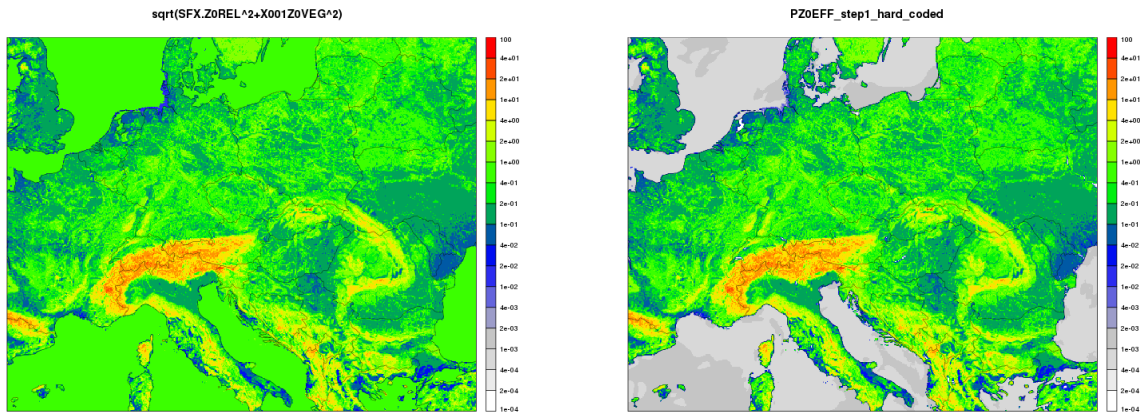 sqrt(SFX.Z0REL^2+X001Z0VEG^2)
100
4e+01
2e+01
1e+01
4e+00
2e+00
1e+00
4e-01
2e-01
1e-01
4e-02
2e-02
1e-02
4e-03
2e-03
1e-03
4e-04
2e-04
1e-04
PZ0EFF_step1_hard_coded
100
4e+01
2e+01
1e+01
4e+00
2e+00
1e+00
4e-01
2e-01
1e-01
4e-02
2e-02
1e-02
4e-03
2e-03
1e-03
4e-04
2e-04
1e-04